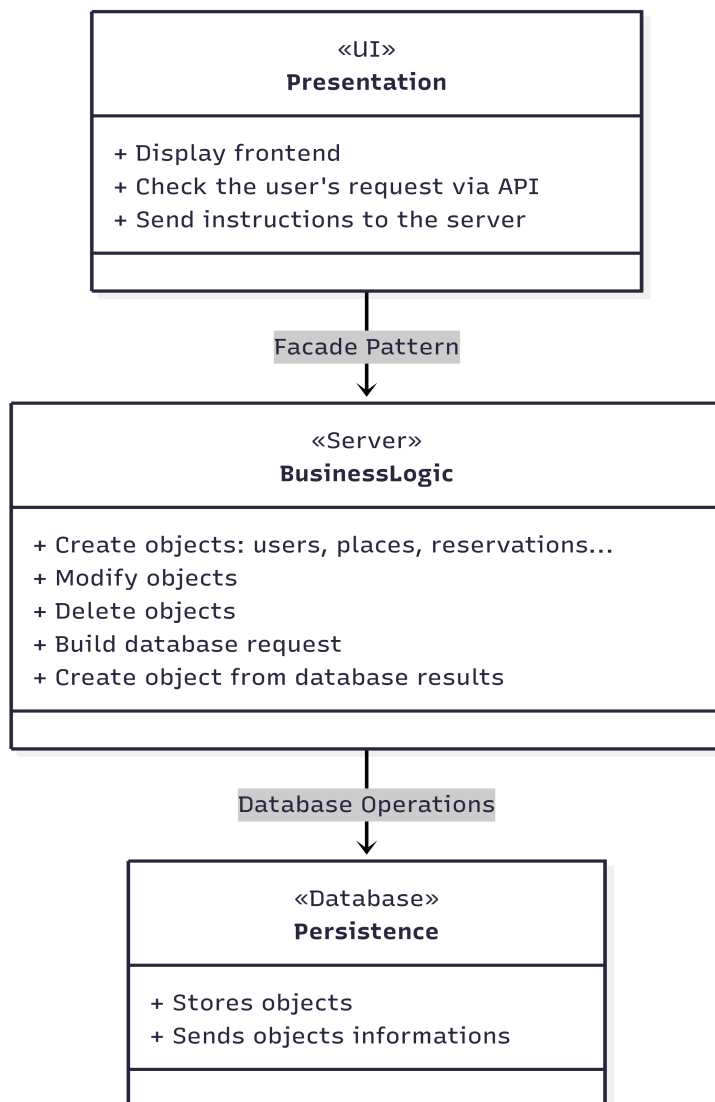 «UI»
Presentation
+ Display frontend
+ Check the user's request via API
+ Send instructions to the server
Facade Pattern
«Server»
BusinessLogic
+ Create objects: users, places, reservations...
+ Modify objects
+ Delete objects
+ Build database request
+ Create object from database results
Database Operations
«Database»
Persistence
+ Stores objects
+ Sends objects informations